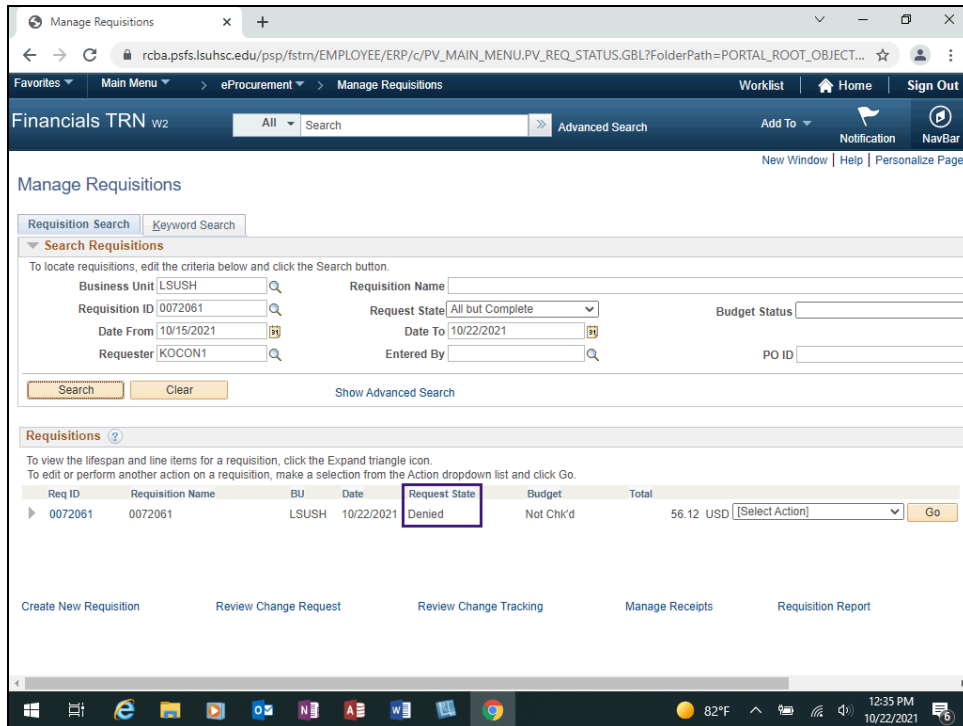 Manage Requisitions
rcba.psfs.lsuhsc.edu/psp/fstrn/EMPLOYEE/ERP/c/PV_MAIN_MENU.PV_REQ_STATUS.GBL?FolderPath=PORTAL_ROOT_OBJECT...
Favorites Main Menu > eProcurement > Manage Requisitions Worklist Home Sign Out
Financials TRN W2 All Search Advanced Search Add To Notification NavBar
New Window | Help | Personalize Page
Manage Requisitions
Requisition Search Keyword Search
Search Requisitions
To locate requisitions, edit the criteria below and click the Search button.
Business Unit LSUSH Requisition Name
Requisition ID 0072061 Request State All but Complete Budget Status
Date From 10/15/2021 Date To 10/22/2021
Requester KOCON1 Entered By PO ID
Search Clear Show Advanced Search
Requisitions ?
To view the lifespan and line items for a requisition, click the Expand triangle icon.
To edit or perform another action on a requisition, make a selection from the Action dropdown list and click Go.
Req ID Requisition Name BU Date Request State Budget Total
0072061 0072061 LSUSH 10/22/2021 Denied Not Chk'd 56.12 USD [Select Action] Go
Create New Requisition Review Change Request Review Change Tracking Manage Receipts Requisition Report
82°F 12:35 PM
10/22/2021 6